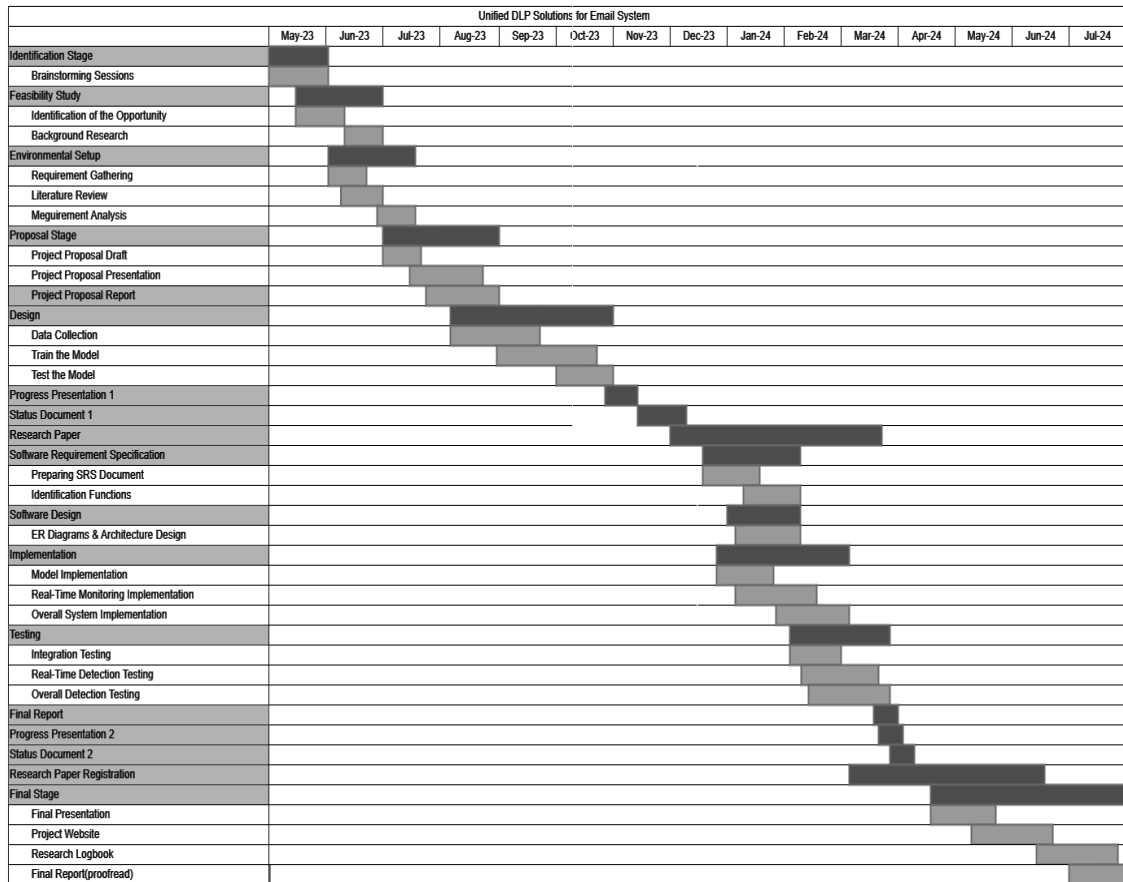 Unified DLP Solutions for Email System
May-23 Jun-23 Jul-23 Aug-23 Sep-23 Oct-23 Nov-23 Dec-23 Jan-24 Feb-24 Mar-24 Apr-24 May-24 Jun-24 Jul-24
Identification Stage
Brainstorming Sessions
Feasibility Study
Identification of the Opportunity
Background Research
Environmental Setup
Requirement Gathering
Literature Review
Meguirement Analysis
Proposal Stage
Project Proposal Draft
Project Proposal Presentation
Project Proposal Report
Design
Data Collection
Train the Model
Test the Model
Progress Presentation 1
Status Document 1
Research Paper
Software Requirement Specification
Preparing SRS Document
Identification Functions
Software Design
ER Diagrams & Architecture Design
Implementation
Model Implementation
Real-Time Monitoring Implementation
Overall System Implementation
Testing
Integration Testing
Real-Time Detection Testing
Overall Detection Testing
Final Report
Progress Presentation 2
Status Document 2
Research Paper Registration
Final Stage
Final Presentation
Project Website
Research Logbook
Final Report(proofread)